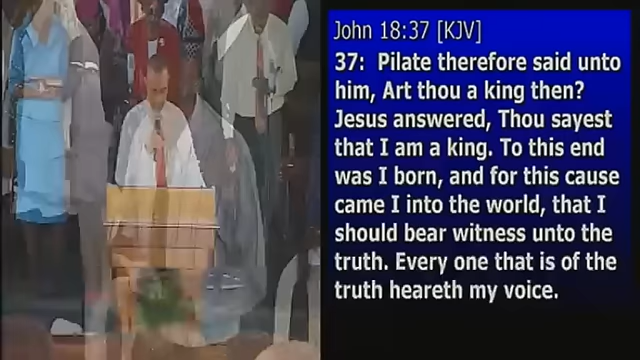 John 18:37 [KJV]
37:  Pilate therefore said unto
him, Art thou a king then?
Jesus answered, Thou sayest
that I am a king. To this end
was I born, and for this cause
came I into the world, that I
should bear witness unto the
truth. Every one that is of the
truth heareth my voice.